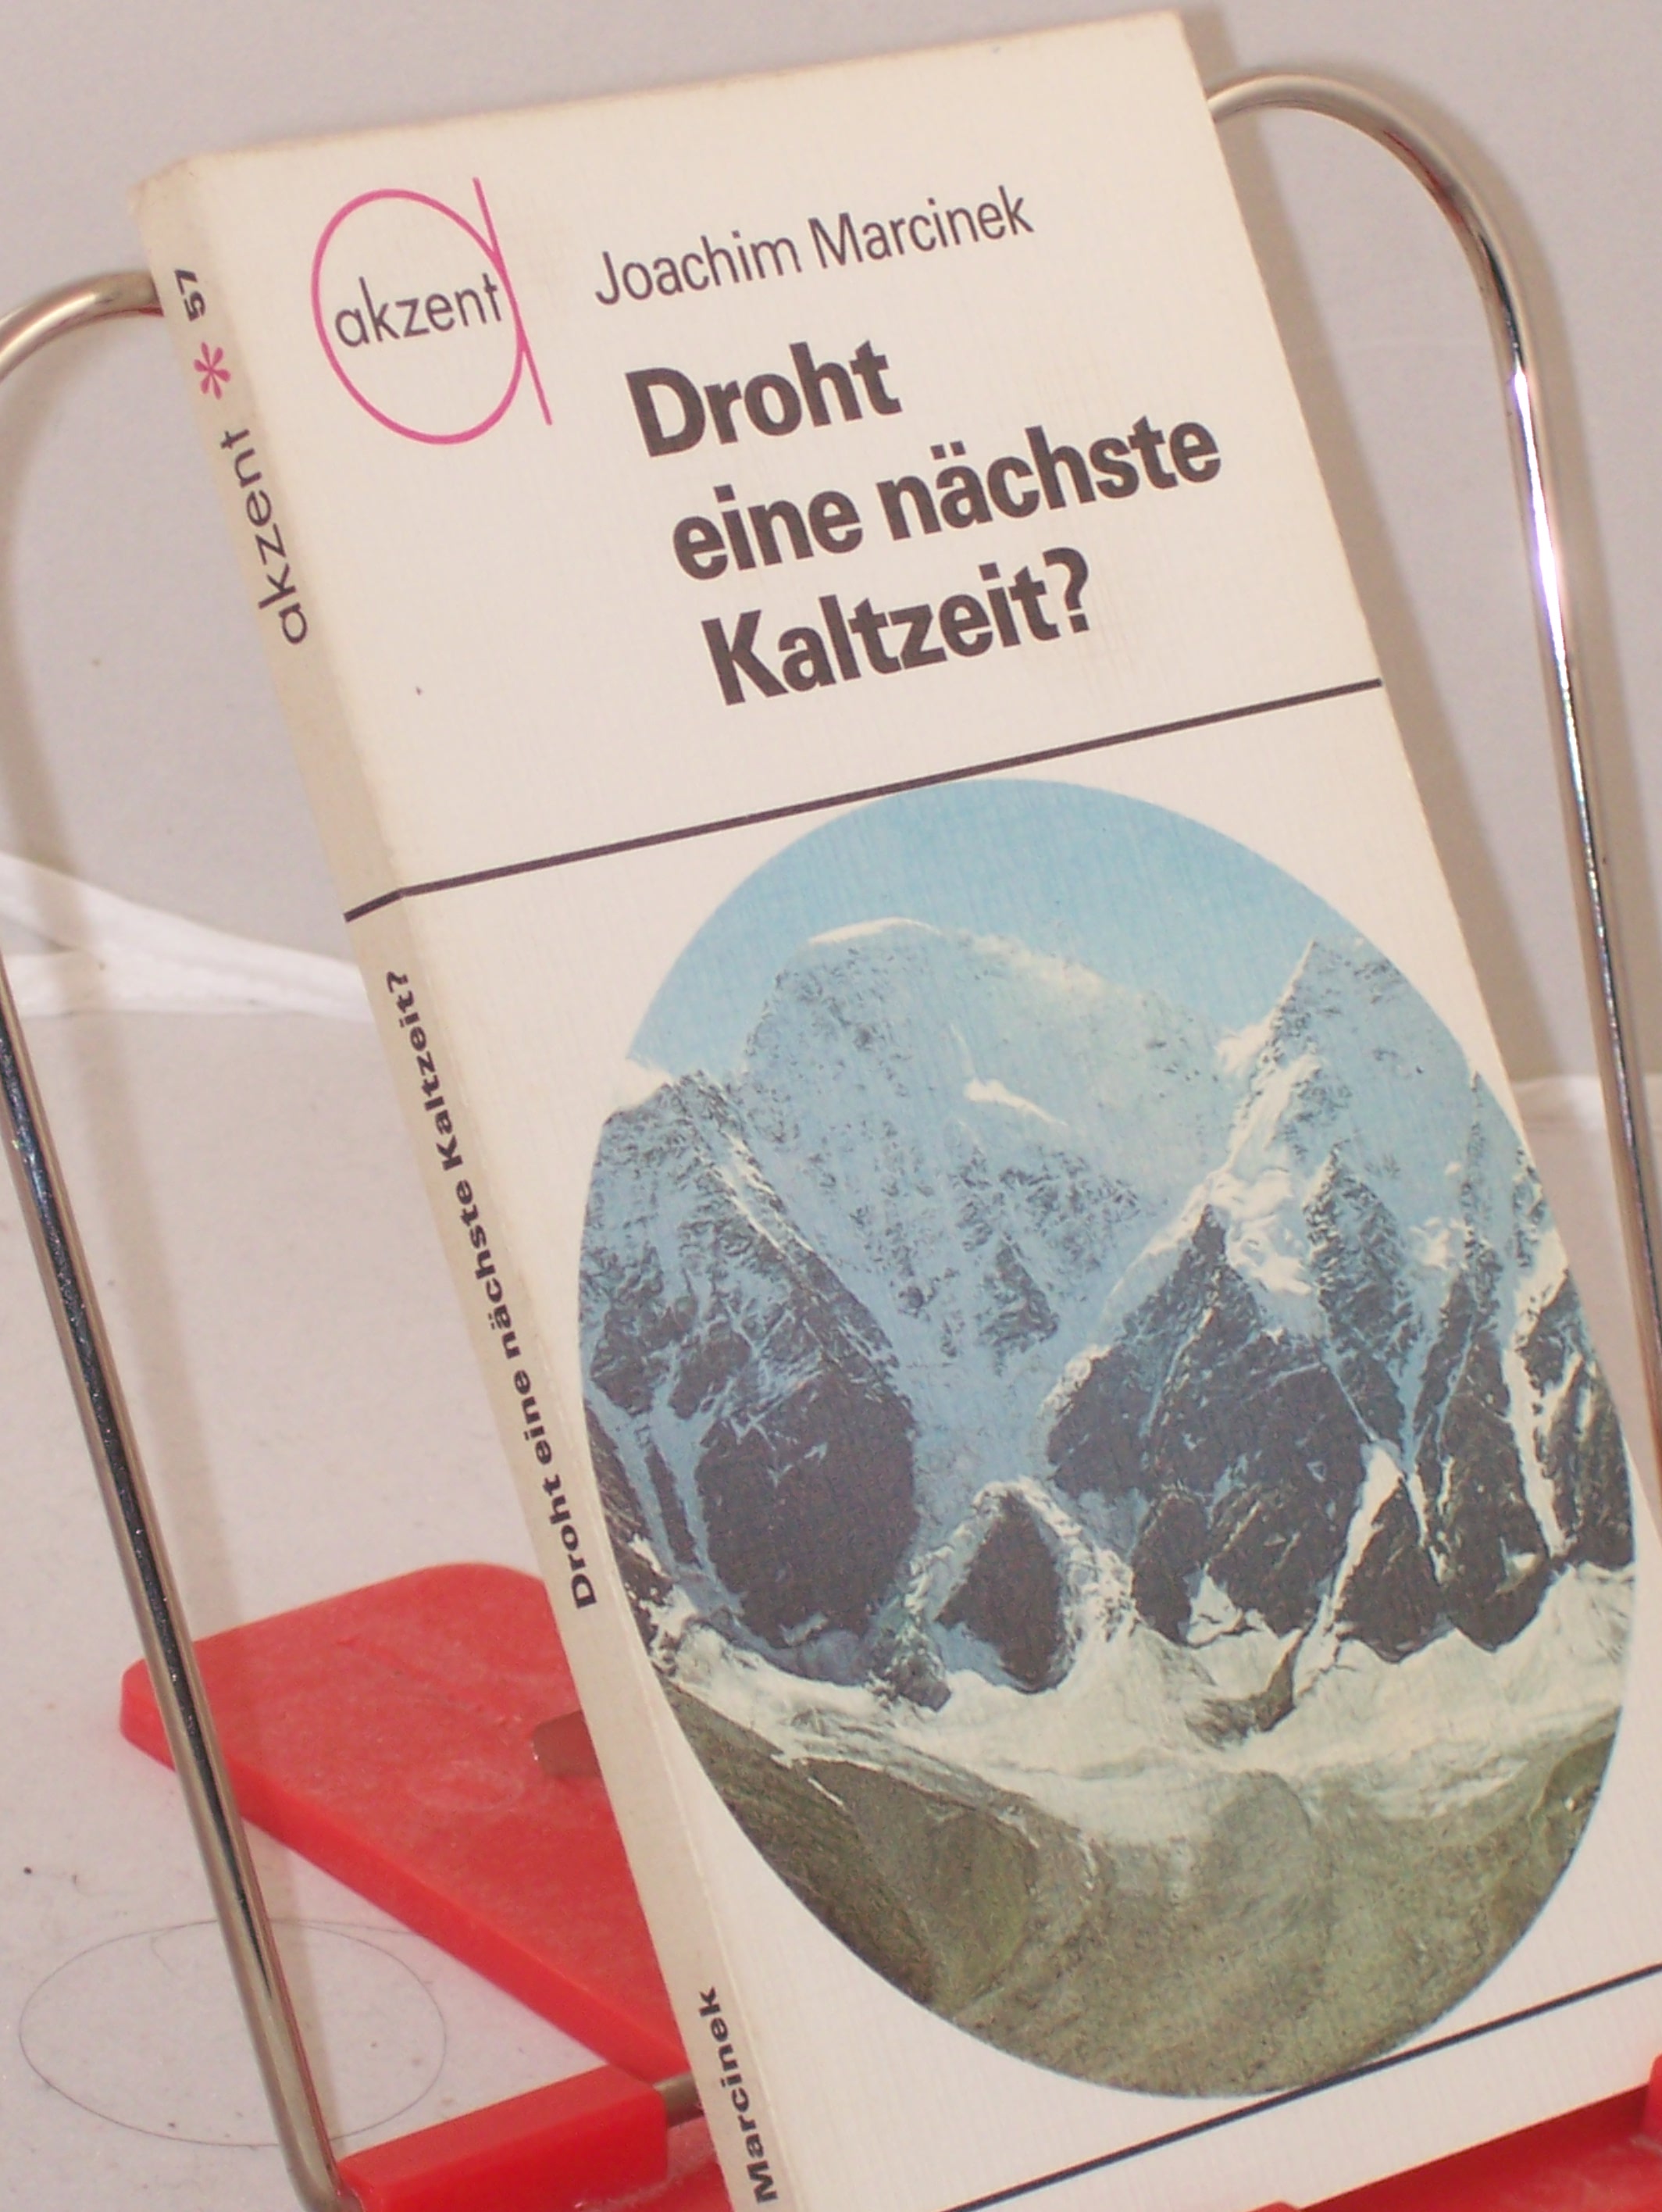 akzent
Joachim Marcinek
Droht
eine nächste
Kaltzeit?
Marcinek
Droht eine nächste Kaltzeit?
akzent * 57